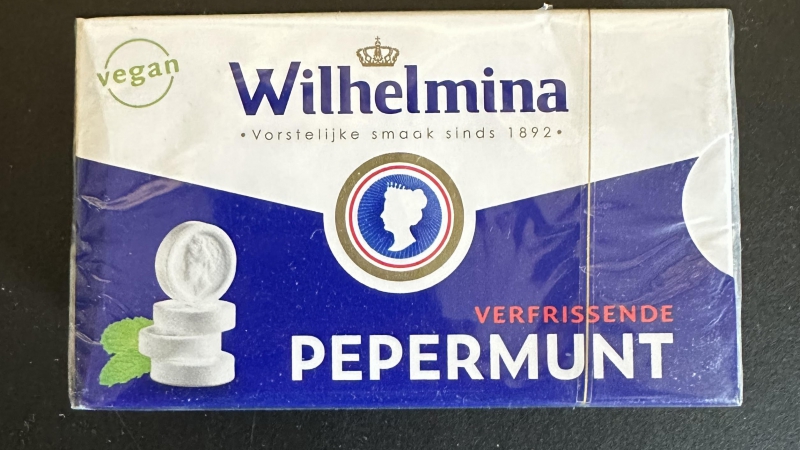 vegan
Wilhelmina
•Vorstelijke smaak sinds 1892•
VERFRISSENDE
PEPERMUNT